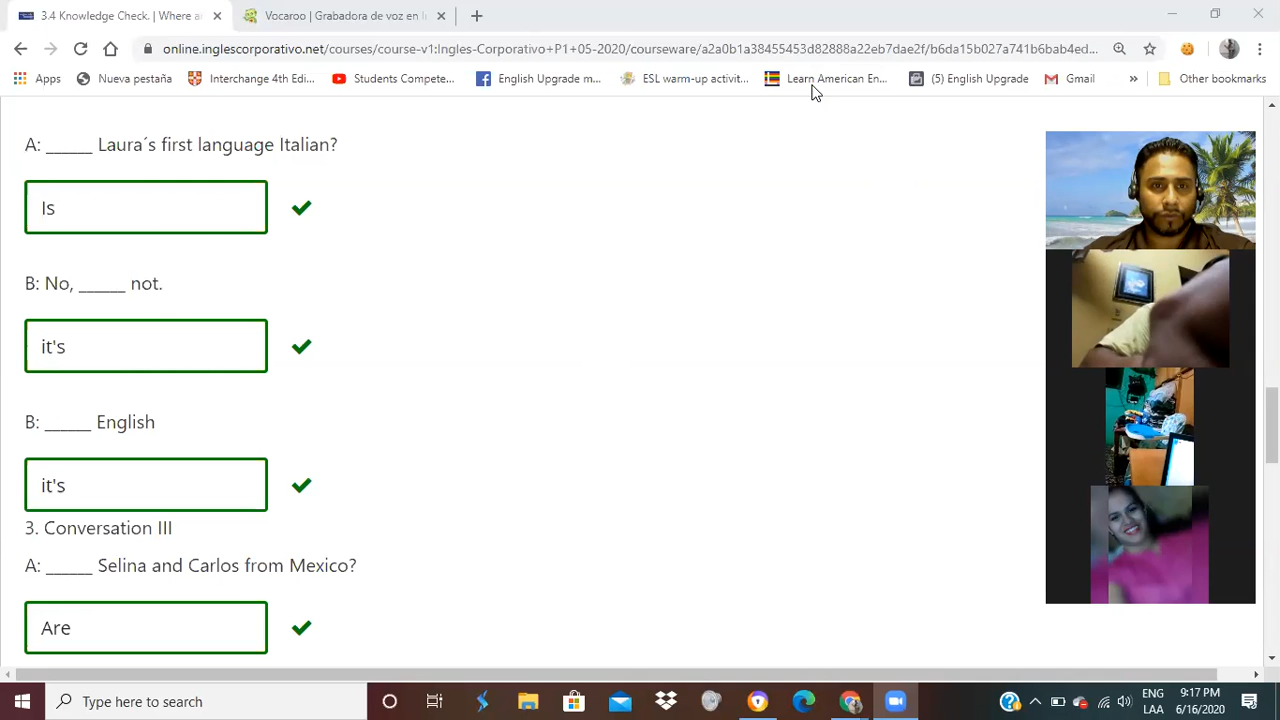 3.4 Knowledge Check. | Where a
Vocaroo | Grabadora de voz en l
online.inglescorporativo.net/courses/course-v1:Ingles-Corporativo+P1+05-2020/courseware/a2a0b1a38455453d82888a22eb7dae2f/b6da15b027a741b6bab4ed...
Apps Nueva pestaña Interchange 4th Edi... Students Compete... English Upgrade m... ESL warm-up activit... Learn American En... (5) English Upgrade Gmail » Other bookmarks
A: ______ Laura´s first language Italian?
Is
B: No, ______ not.
it's
B: ______ English
it's
3. Conversation III
A: ______ Selina and Carlos from Mexico?
Are
Type here to search
ENG 9:17 PM
LAA 6/16/2020